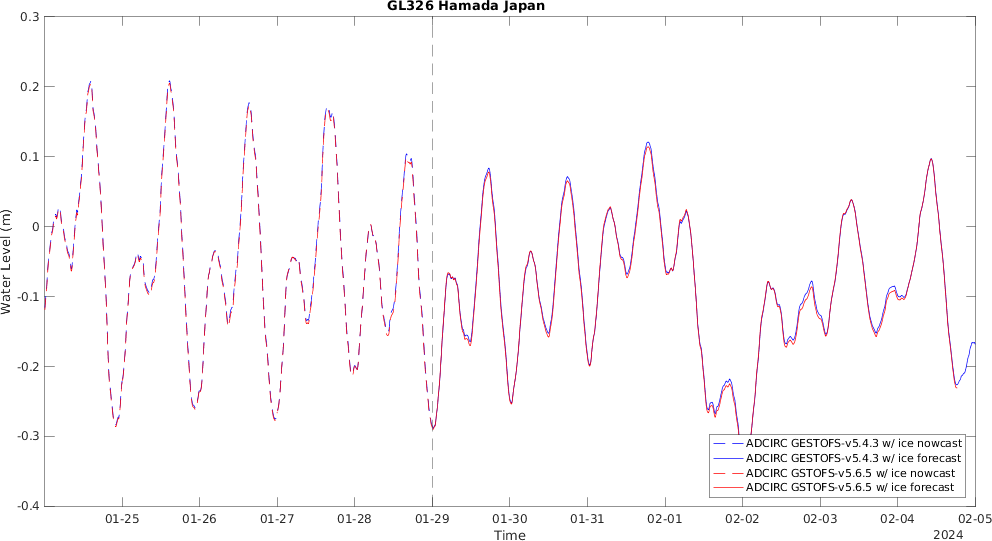 GL326 Hamada Japan
0.3
0.2
0.1
0
-0.1
-0.2
-0.3
-0.4
Water Level (m)
ADCIRC GESTOFS-v5.4.3 w/ ice nowcast
ADCIRC GESTOFS-v5.4.3 w/ ice forecast
ADCIRC GSTOFS-v5.6.5 w/ ice nowcast
ADCIRC GSTOFS-v5.6.5 w/ ice forecast
01-25 01-26 01-27 01-28 01-29 01-30 01-31 02-01 02-02 02-03 02-04 02-05
Time
2024